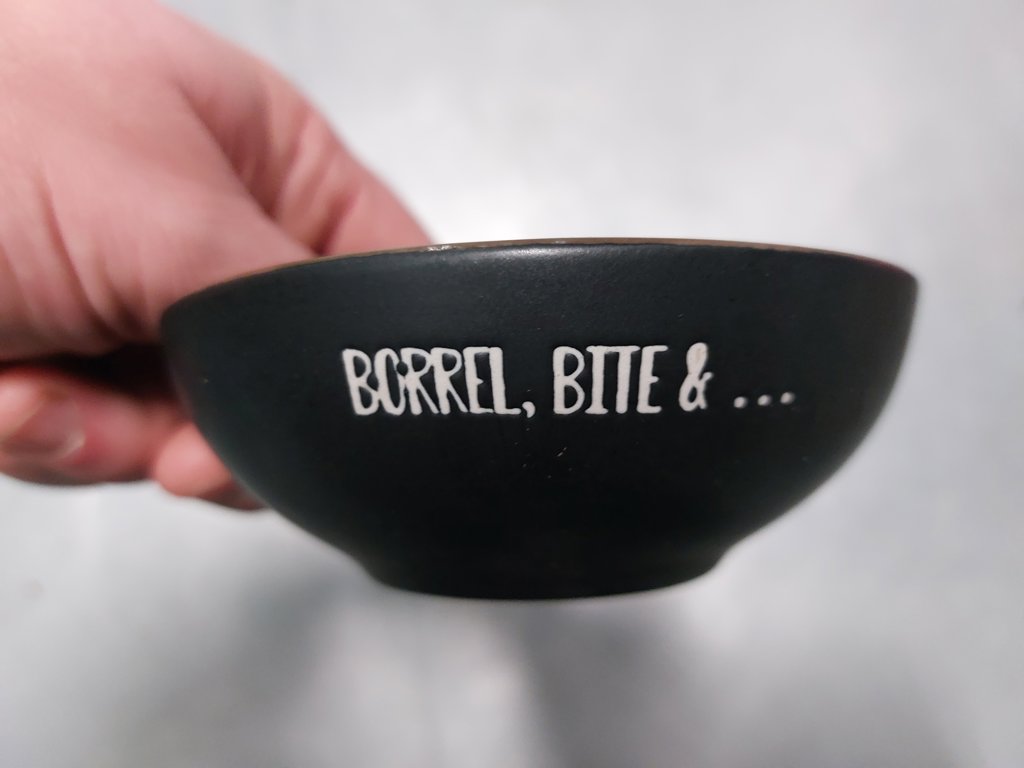 BORREL, BITE & ...